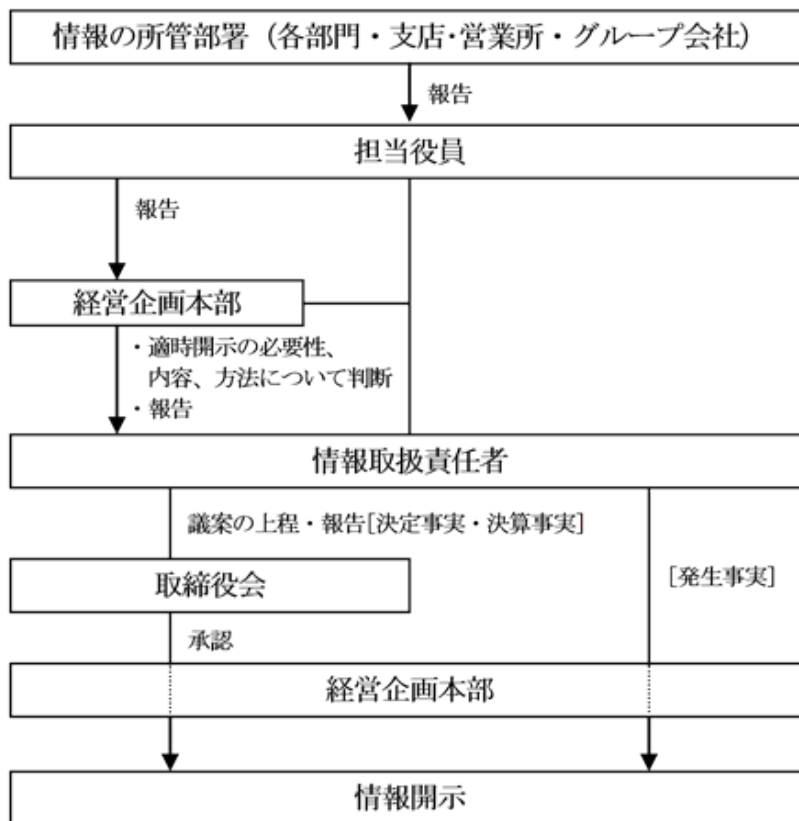 情報の所管部署（各部門・支店・営業所・グループ会社）
報告
担当役員
報告
経営企画本部
・適時開示の必要性、
内容、方法について判断
・報告
情報取扱責任者
議案の上程・報告[決定事実・決算事実]
取締役会
[発生事実]
承認
経営企画本部
情報開示